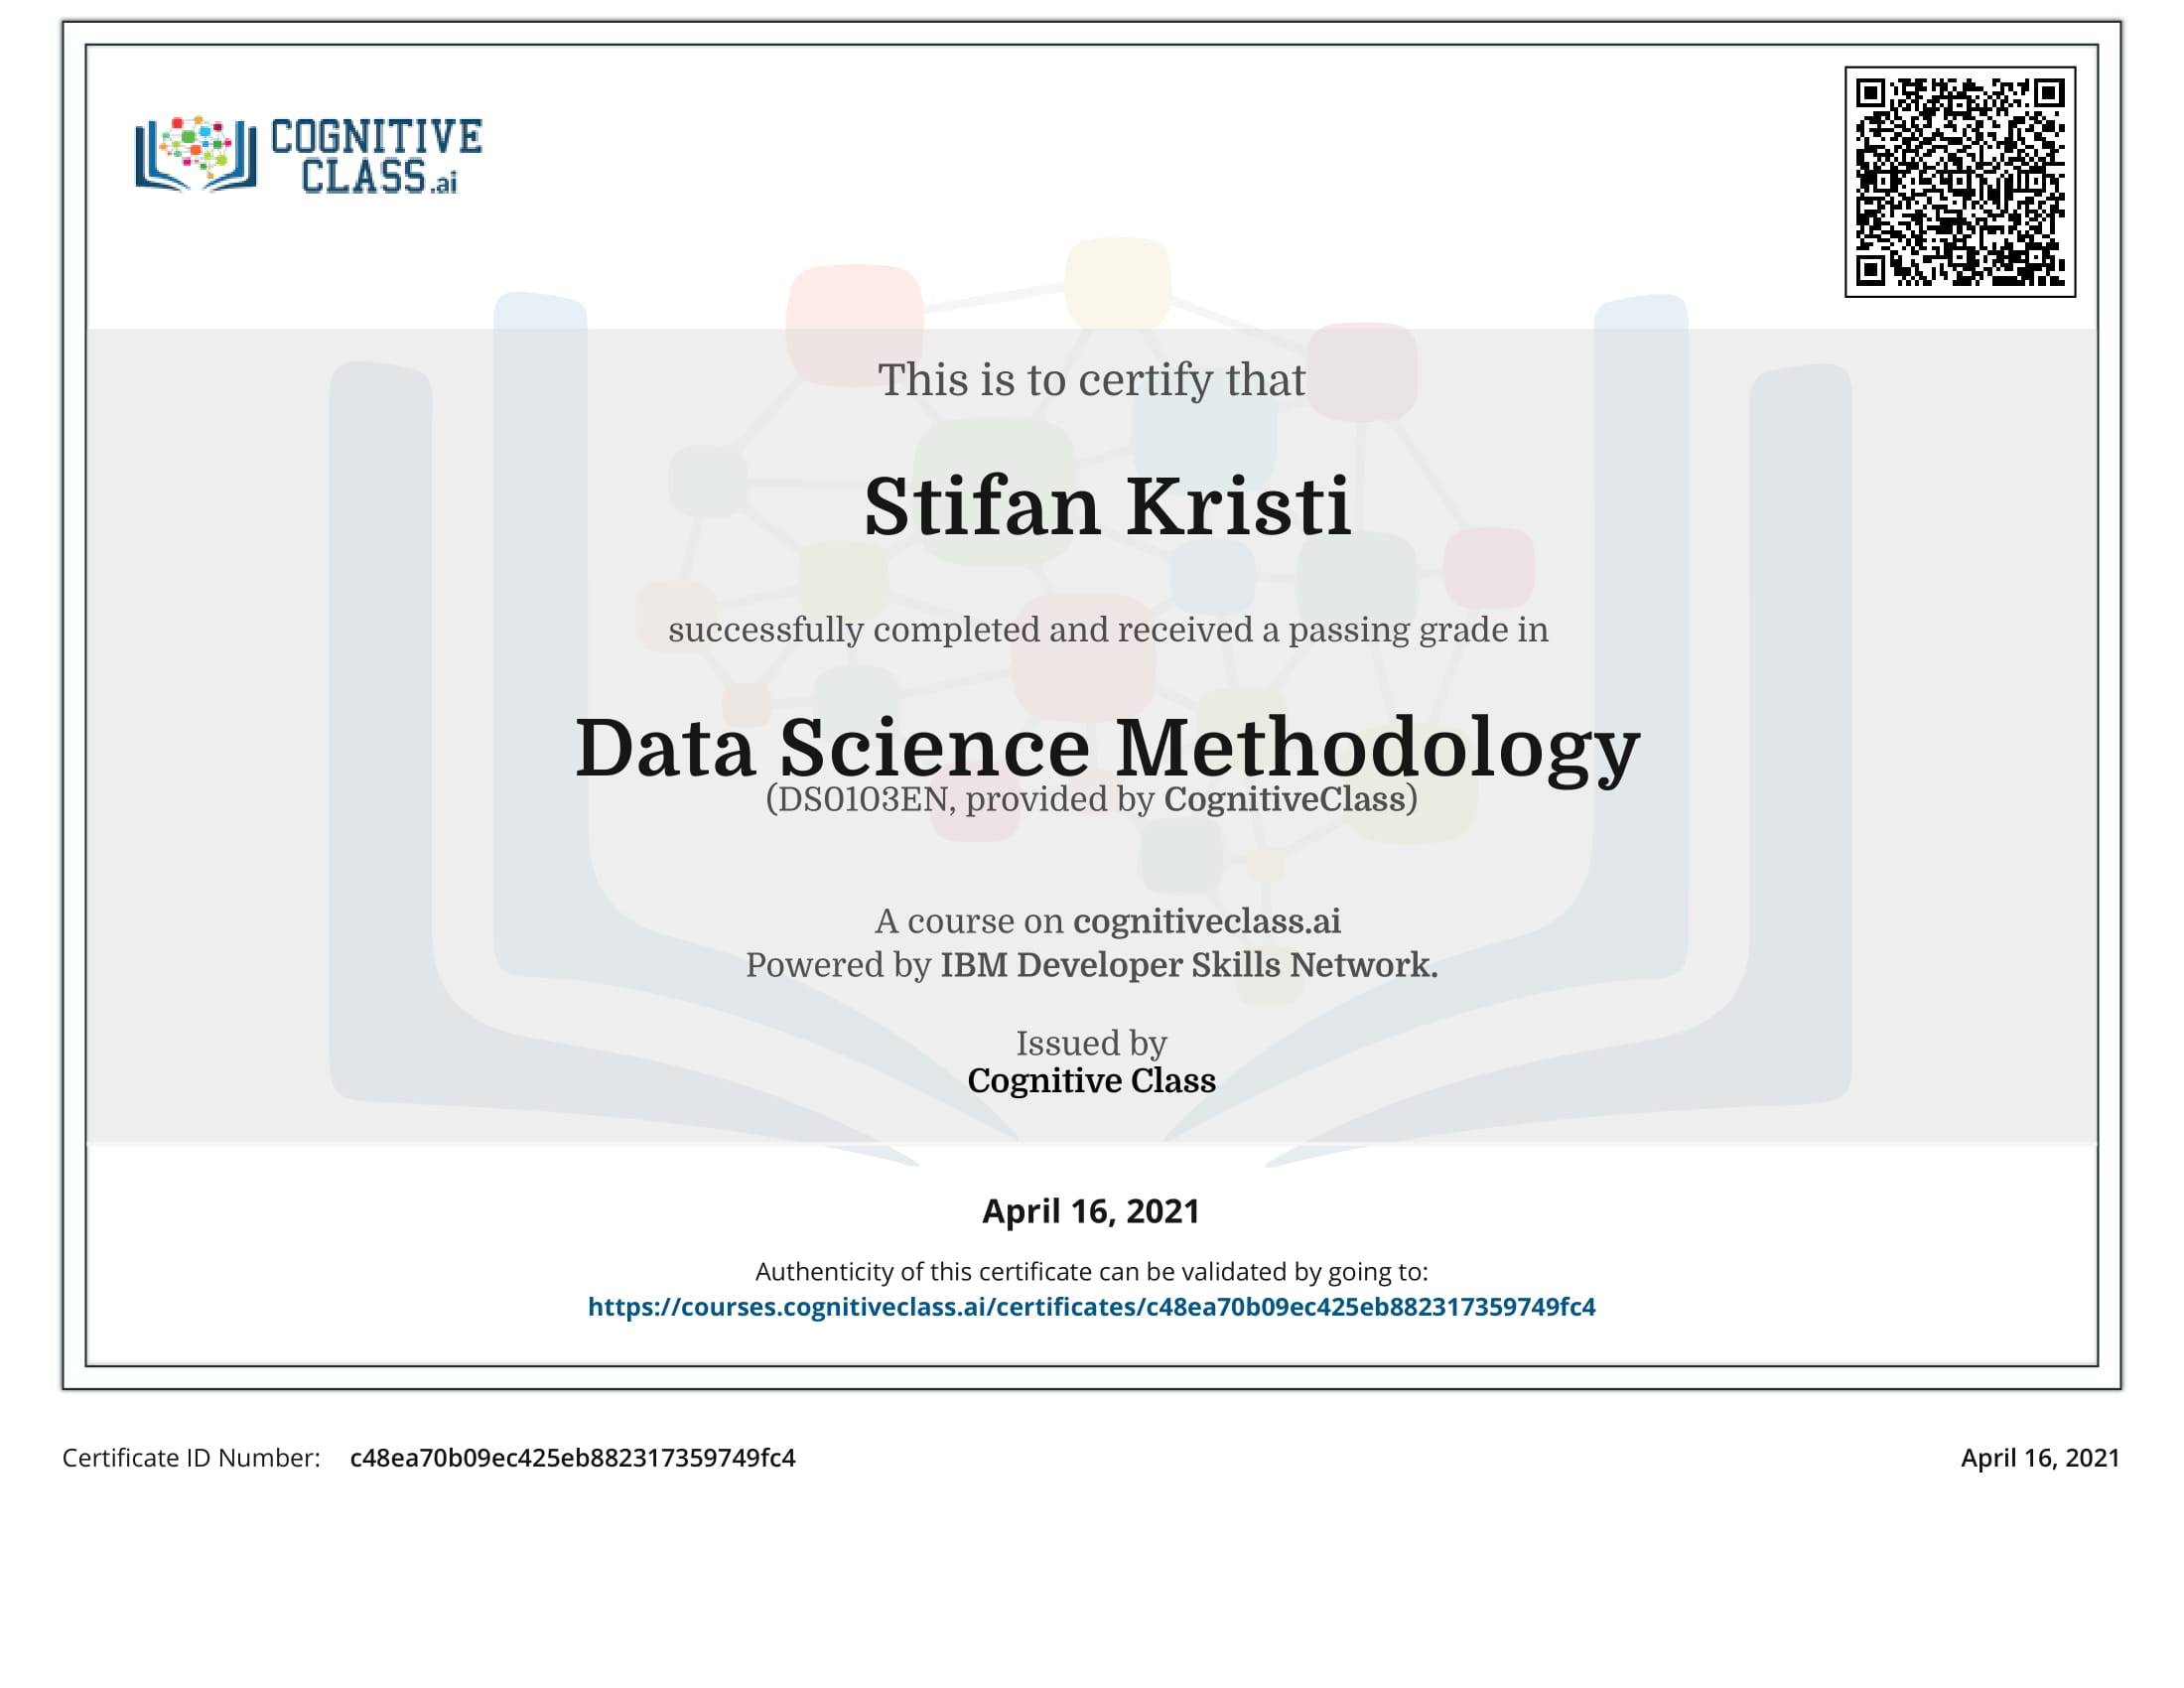 COGNITIVE
CLASS.ai
This is to certify that
Stifan Kristi
successfully completed and received a passing grade in
Data Science Methodology
(DS0103EN, provided by CognitiveClass)
A course on cognitiveclass.ai
Powered by IBM Developer Skills Network.
Issued by
Cognitive Class
April 16, 2021
Authenticity of this certificate can be validated by going to:
https://courses.cognitiveclass.ai/certificates/c48ea70b09ec425eb882317359749fc4
Certificate ID Number: c48ea70b09ec425eb882317359749fc4
April 16, 2021